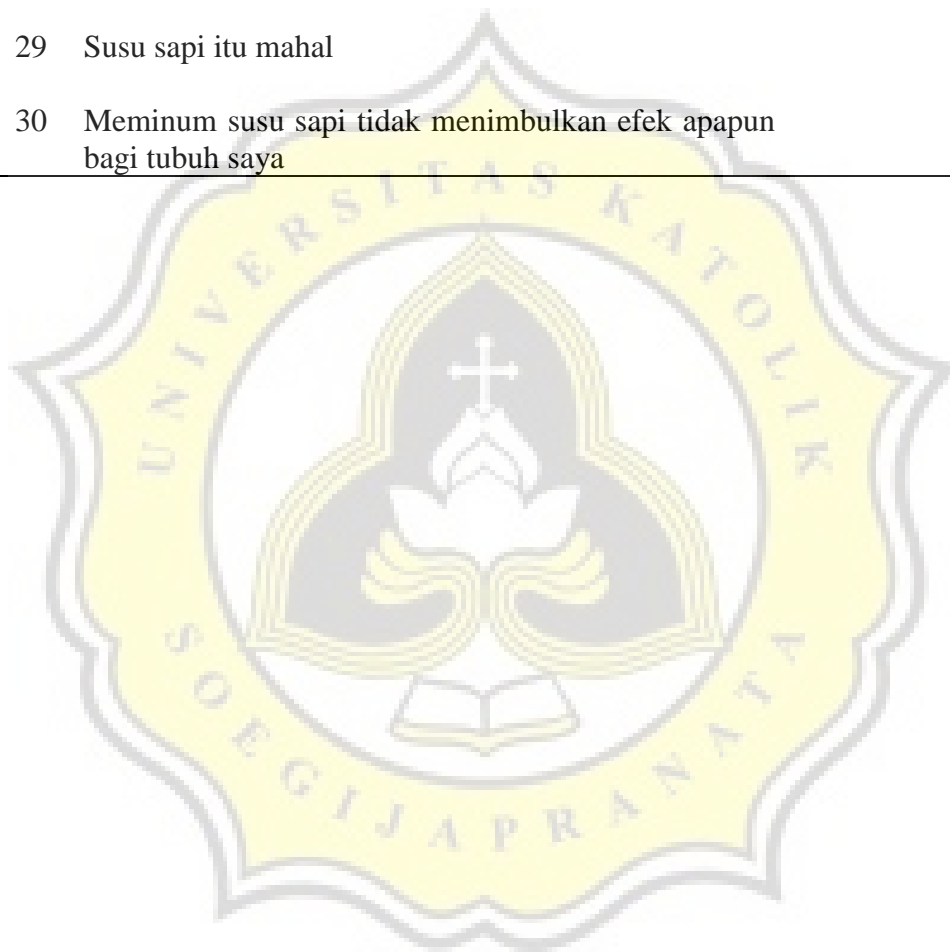 29 Susu sapi itu mahal
30 Meminum susu sapi tidak menimbulkan efek apapun
bagi tubuh saya
UNIVERSITAS KATOLIK
SOEGIJAPRANATA